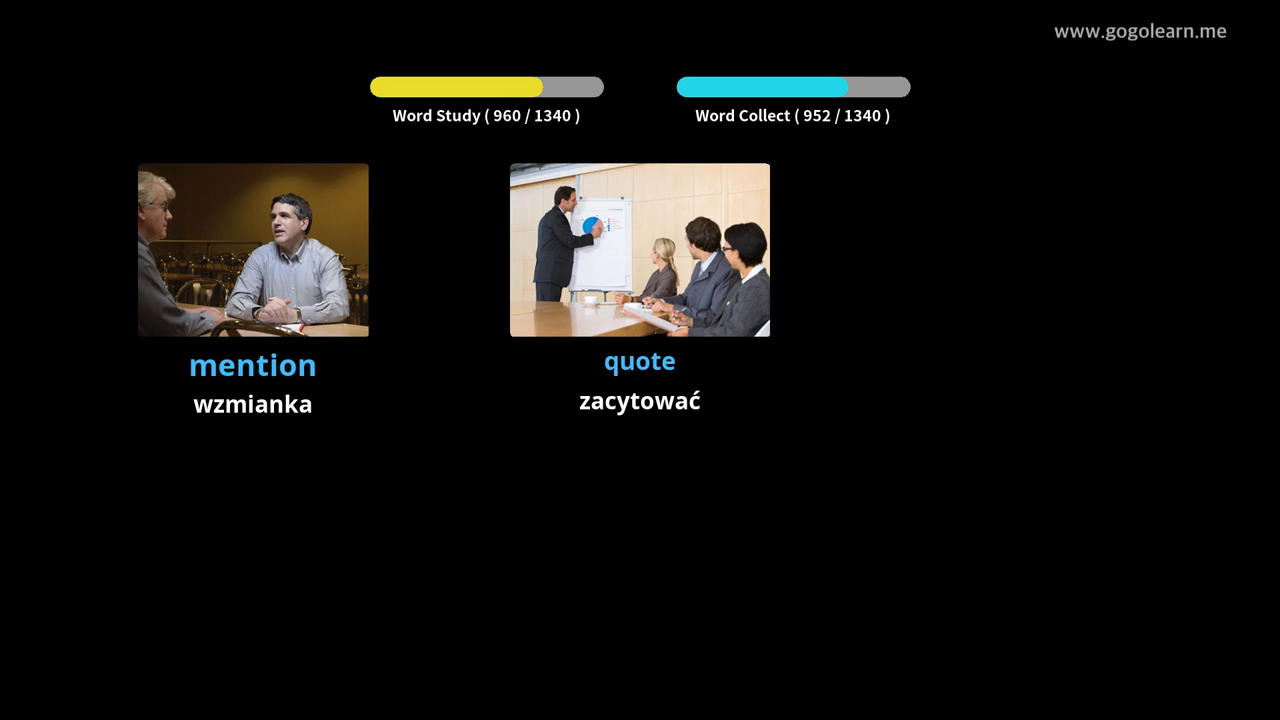 www.gogolearn.me
Word Study ( 960 / 1340 )
Word Collect ( 952 / 1340 )
mention
wzmianka
quote
zacytować